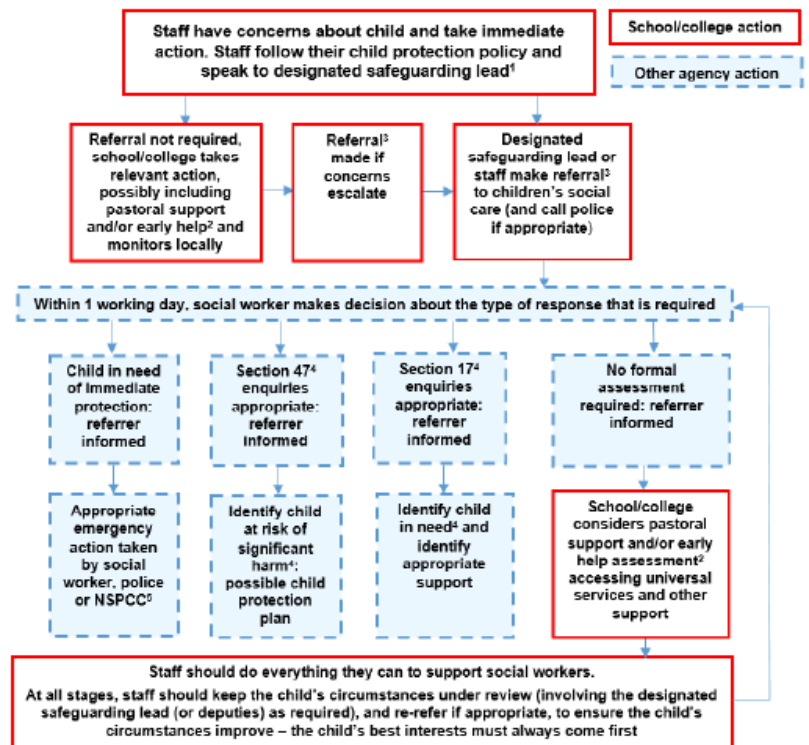 Staff have concerns about child and take immediate
action. Staff follow their child protection policy and
speak to designated safeguarding lead¹
School/college action
Other agency action
Referral not required,
school/college takes
relevant action,
possibly including
pastoral support
and/or early help² and
monitors locally
Referral³
made if
concerns
escalate
Designated
safeguarding lead or
staff make referral³
to children's social
care (and call police
if appropriate)
Within 1 working day, social worker makes decision about the type of response that is required
Child in need
of immediate
protection:
referrer
informed
Section 47⁴
enquiries
appropriate:
referrer
informed
Section 17⁴
enquiries
appropriate:
referrer
informed
No formal
assessment
required: referrer
informed
Appropriate
emergency
action taken
by social
worker, police
or NSPCC⁵
Identify child
at risk of
significant
harm⁴:
possible child
protection
plan
Identify child
in need⁴ and
identify
appropriate
support
School/college
considers pastoral
support and/or early
help assessment²
accessing universal
services and other
support
Staff should do everything they can to support social workers.
At all stages, staff should keep the child's circumstances under review (involving the designated
safeguarding lead (or deputies) as required), and re-refer if appropriate, to ensure the child's
circumstances improve – the child's best interests must always come first